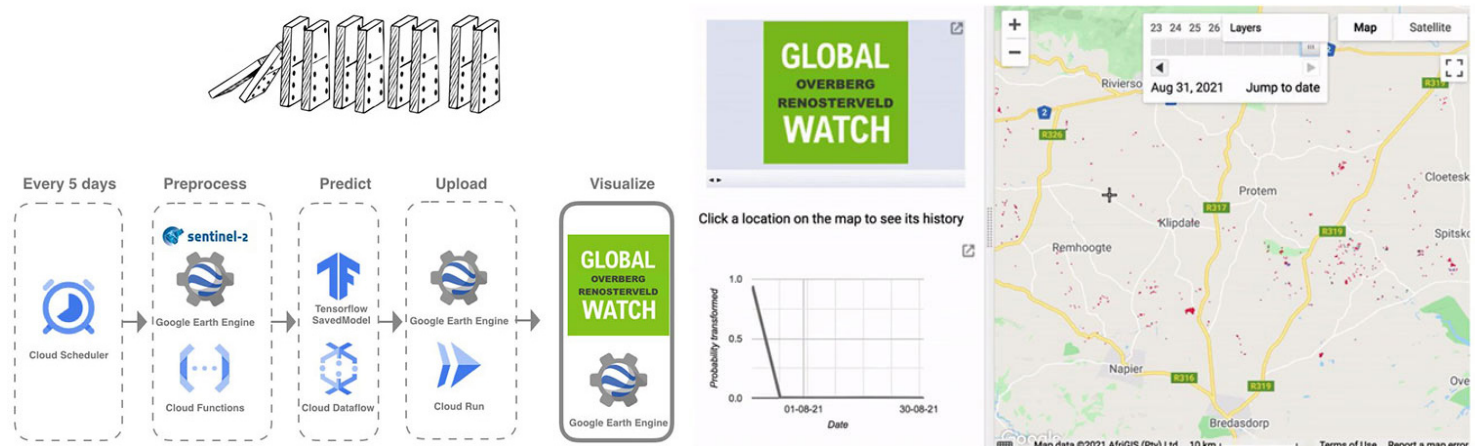 Every 5 days
Preprocess
Predict
Upload
Visualize
sentinel-2
Google Earth Engine
Cloud Scheduler
Cloud Functions
Tensorflow
SavedModel
Cloud Dataflow
Google Earth Engine
Cloud Run
GLOBAL
OVERBERG
RENOSTERVELD
WATCH
Google Earth Engine
GLOBAL
OVERBERG
RENOSTERVELD
WATCH
Click a location on the map to see its history
1.0
0.5
0.0
Probability transformed
01-08-21
30-08-21
Date
+
−
23 24 25 26
Layers
Map
Satellite
Aug 31, 2021
Jump to date
Rivierso
2
R326
Protem
Cloetesk
Klipdale
R317
R319
Spitsko
Remhoogte
Napier
R316
R319
Ove
Bredasdorp
Google
Map data ©2021 AfriGIS (Pty) Ltd
10 km
Terms of Use
Report a map error